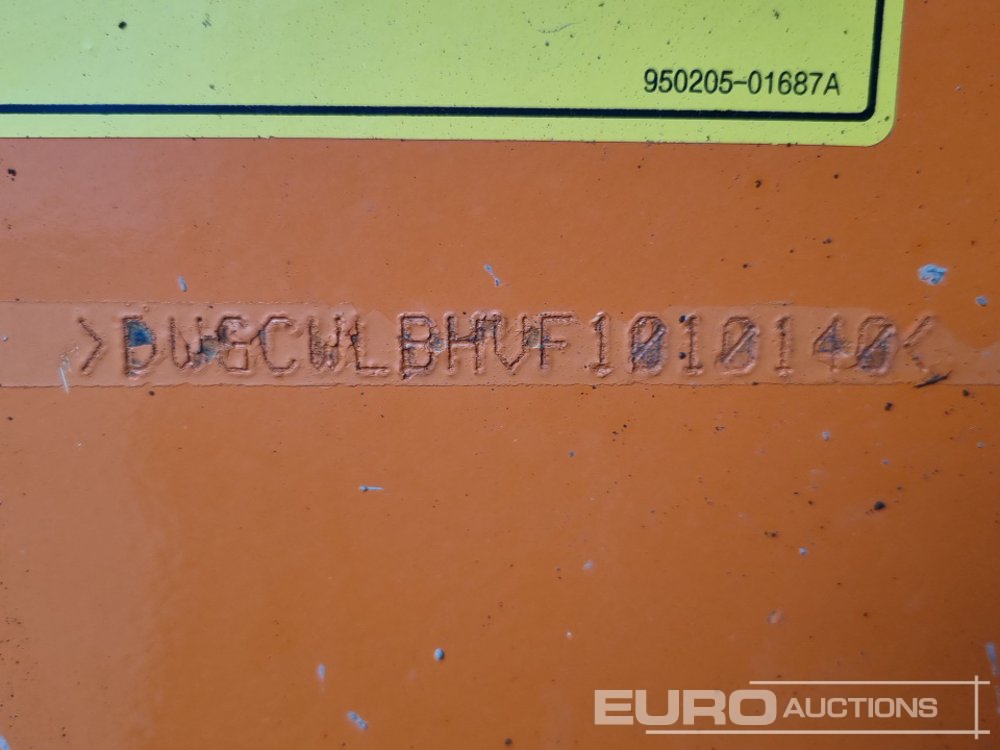 950205-01687A
>DWGCWLBHVF1010140<
EURO AUCTIONS